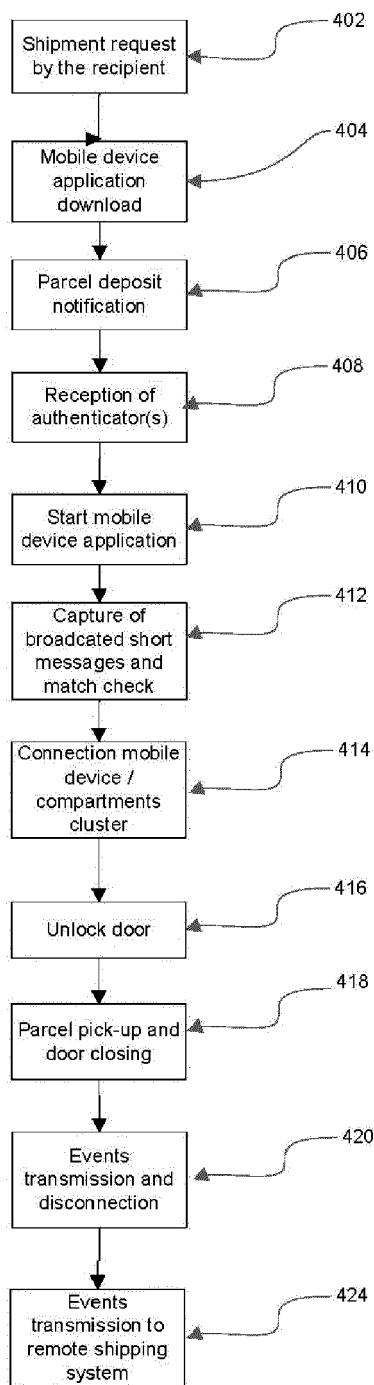 Shipment request
by the recipient
402
Mobile device
application
download
404
Parcel deposit
notification
406
Reception of
authenticator(s)
408
Start mobile
device application
410
Capture of
broadcated short
messages and
match check
412
Connection mobile
device /
compartments
cluster
414
Unlock door
416
Parcel pick-up and
door closing
418
Events
transmission and
disconnection
420
Events
transmission to
remote shipping
system
424